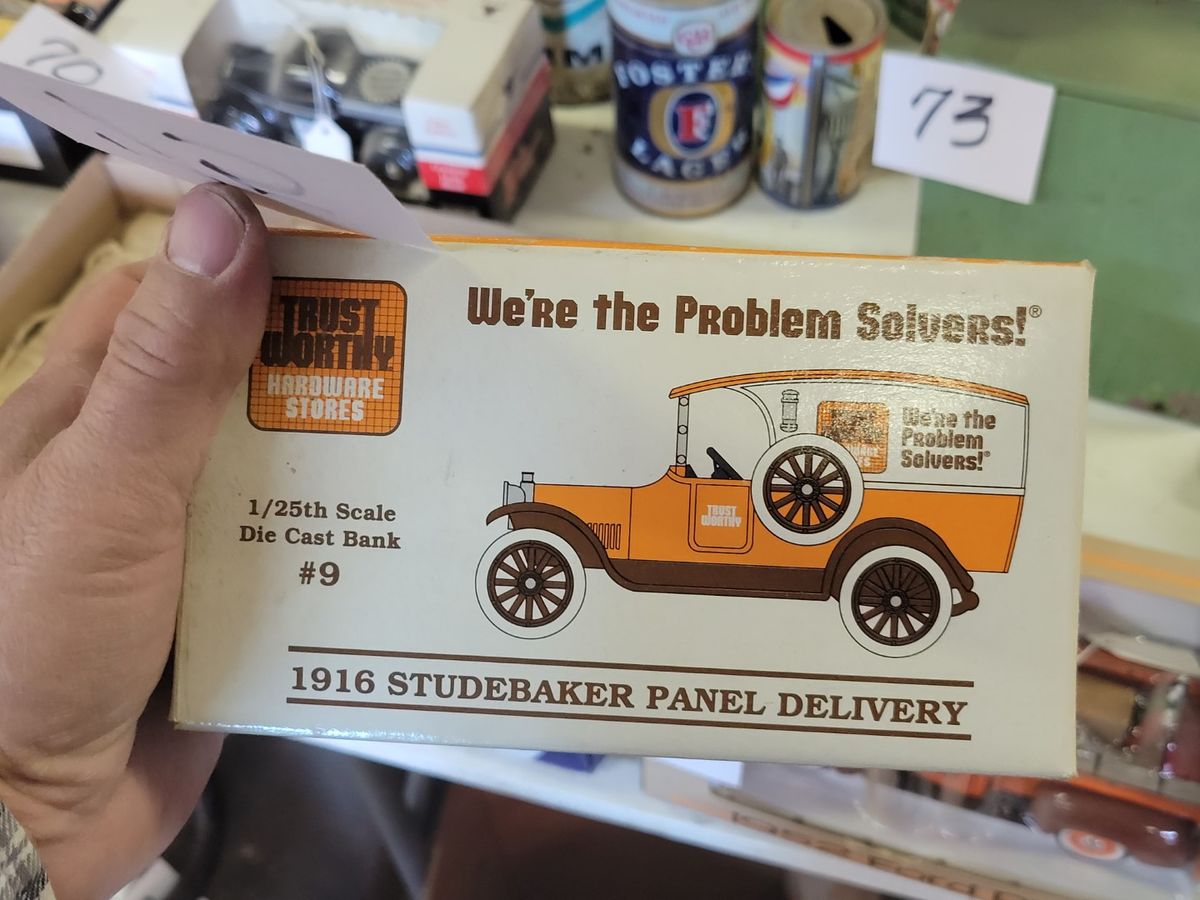 70
FOSTER
LAGER
73
TRUST
WORTHY
HARDWARE
STORES
We're the Problem Solvers!®
We're the
Problem
Solvers!®
TRUST
WORTHY
1/25th Scale
Die Cast Bank
#9
1916 STUDEBAKER PANEL DELIVERY